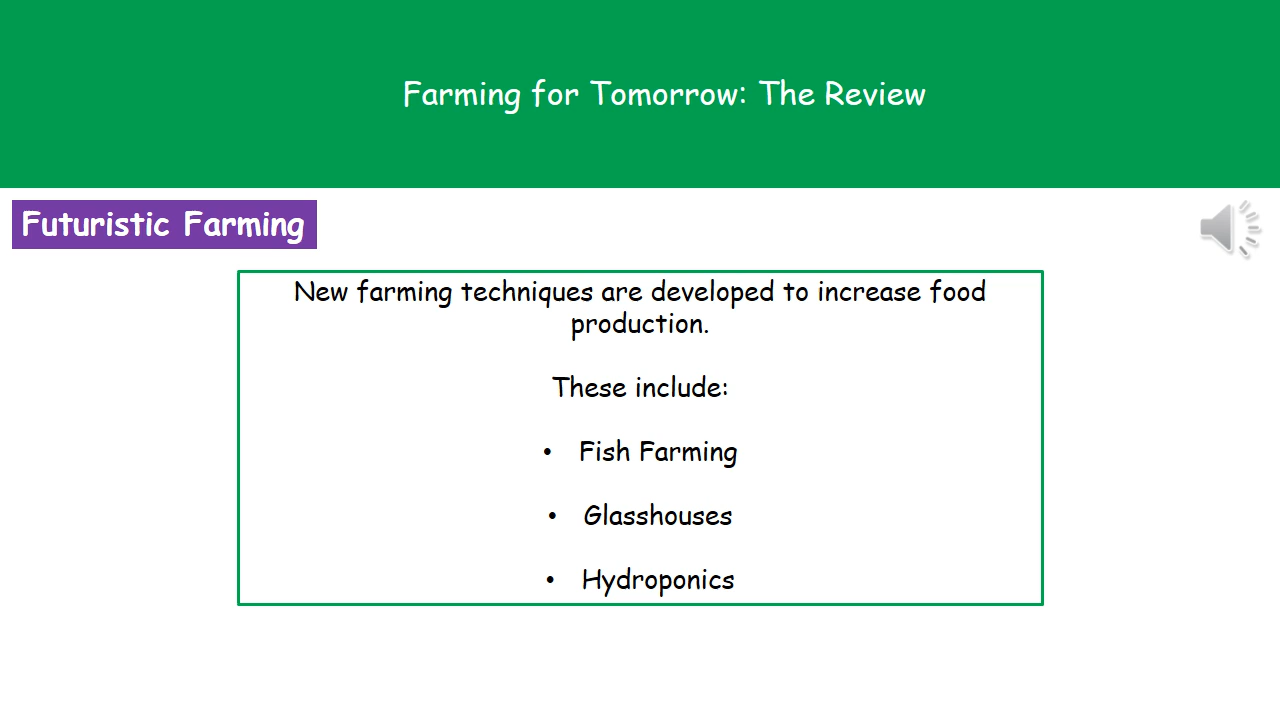 Farming for Tomorrow: The Review
Futuristic Farming
New farming techniques are developed to increase food
production.
These include:
• Fish Farming
• Glasshouses
• Hydroponics